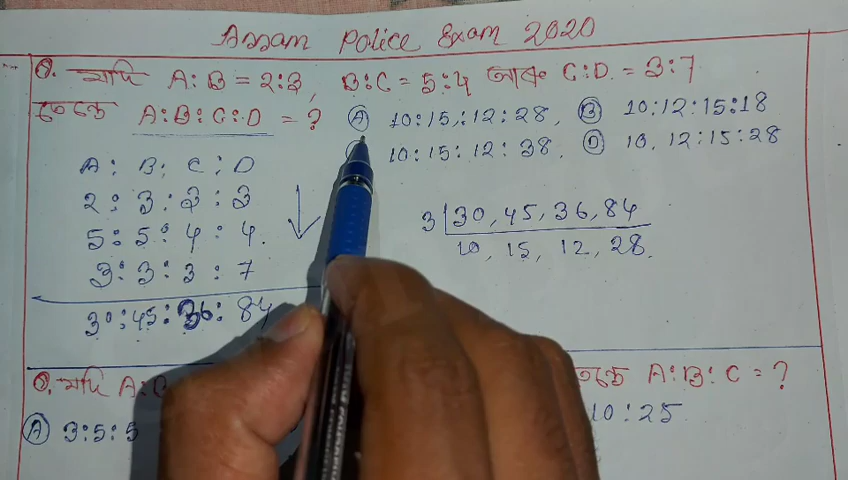 Assam Police Exam 2020
Q. যদি A:B = 2:3, B:C = 5:4 আৰু C:D = 3:7
তেন্তে A:B:C:D = ? Ⓐ 10:15:12:28, Ⓑ 10:12:15:18
10:15:12:38. Ⓓ 10, 12:15:28
A: B: C: D
2: 3: 3: 3
5: 5: 4: 4.
3: 3: 3: 7
30:45:36:84
3 30, 45, 36, 84
10, 15, 12, 28.
Q. যদি A:B তেন্তে A:B:C = ?
Ⓐ 3:5:5 10:25